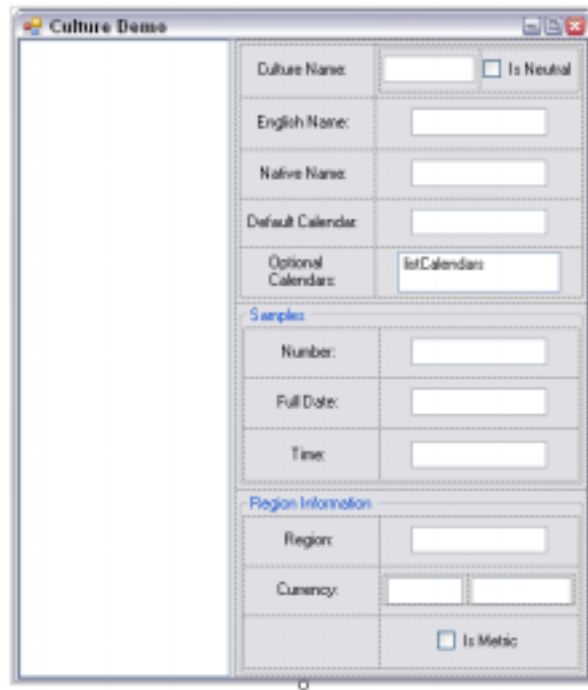 Culture Demo
Culture Name:
Is Neutral
English Name:
Native Name:
Default Calendar:
Optional
Calendars:
listCalendars
Samples
Number:
Full Date:
Time:
Region Information
Region:
Currency:
Is Metric